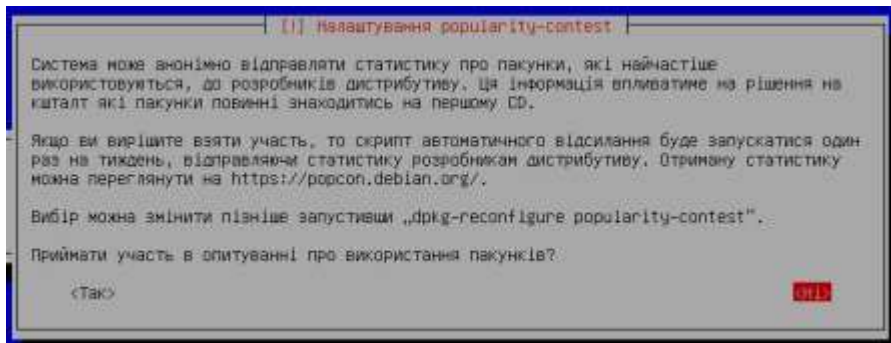 [!] Налаштування popularity-contest
Система може анонімно відправляти статистику про пакунки, які найчастіше
використовуються, до розробників дистрибутиву. Ця інформація впливатиме на рішення на
кшталт які пакунки повинні знаходитись на першому CD.
Якщо ви вирішите взяти участь, то скрипт автоматичного відсилання буде запускатися один
раз на тиждень, відправляючи статистику розробникам дистрибутиву. Отриману статистику
можна переглянути на https://popcon.debian.org/.
Вибір можна змінити пізніше запустивши „dpkg-reconfigure popularity-contest”.
Приймати участь в опитуванні про використання пакунків?
<Так>
<Ні>